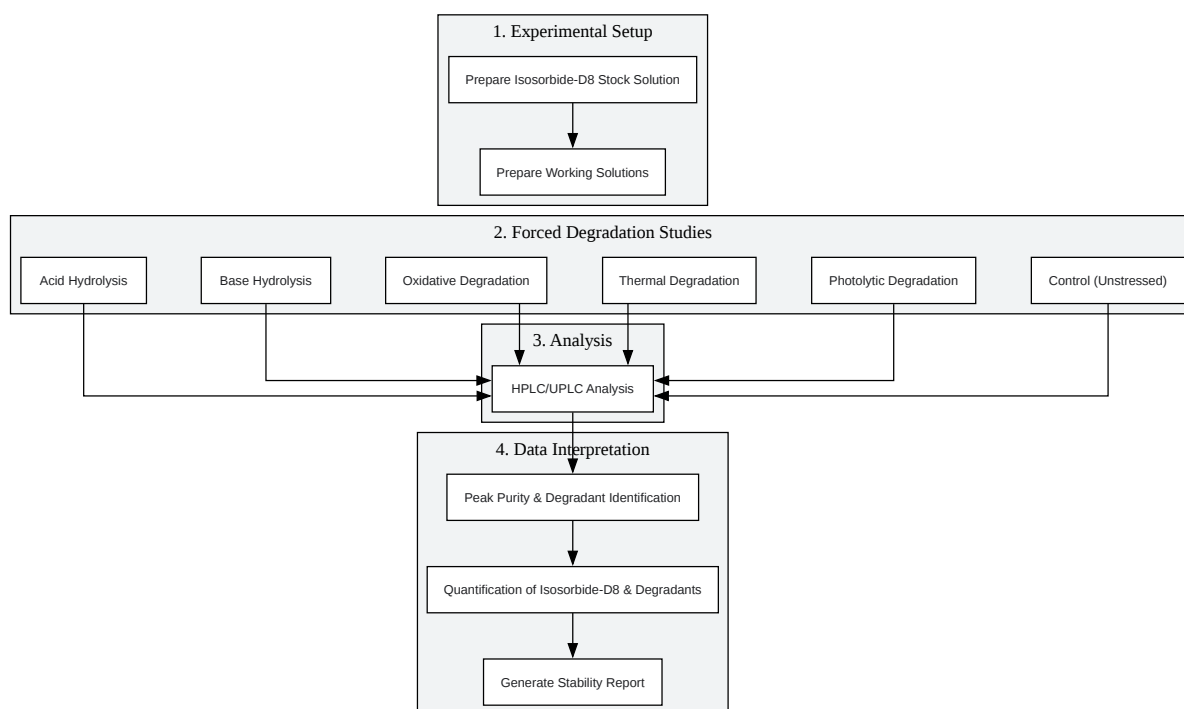 1. Experimental Setup
Prepare Isosorbide-D8 Stock Solution
Prepare Working Solutions
2. Forced Degradation Studies
Acid Hydrolysis
Base Hydrolysis
Oxidative Degradation
Thermal Degradation
Photolytic Degradation
Control (Unstressed)
3. Analysis
HPLC/UPLC Analysis
4. Data Interpretation
Peak Purity & Degradant Identification
Quantification of Isosorbide-D8 & Degradants
Generate Stability Report